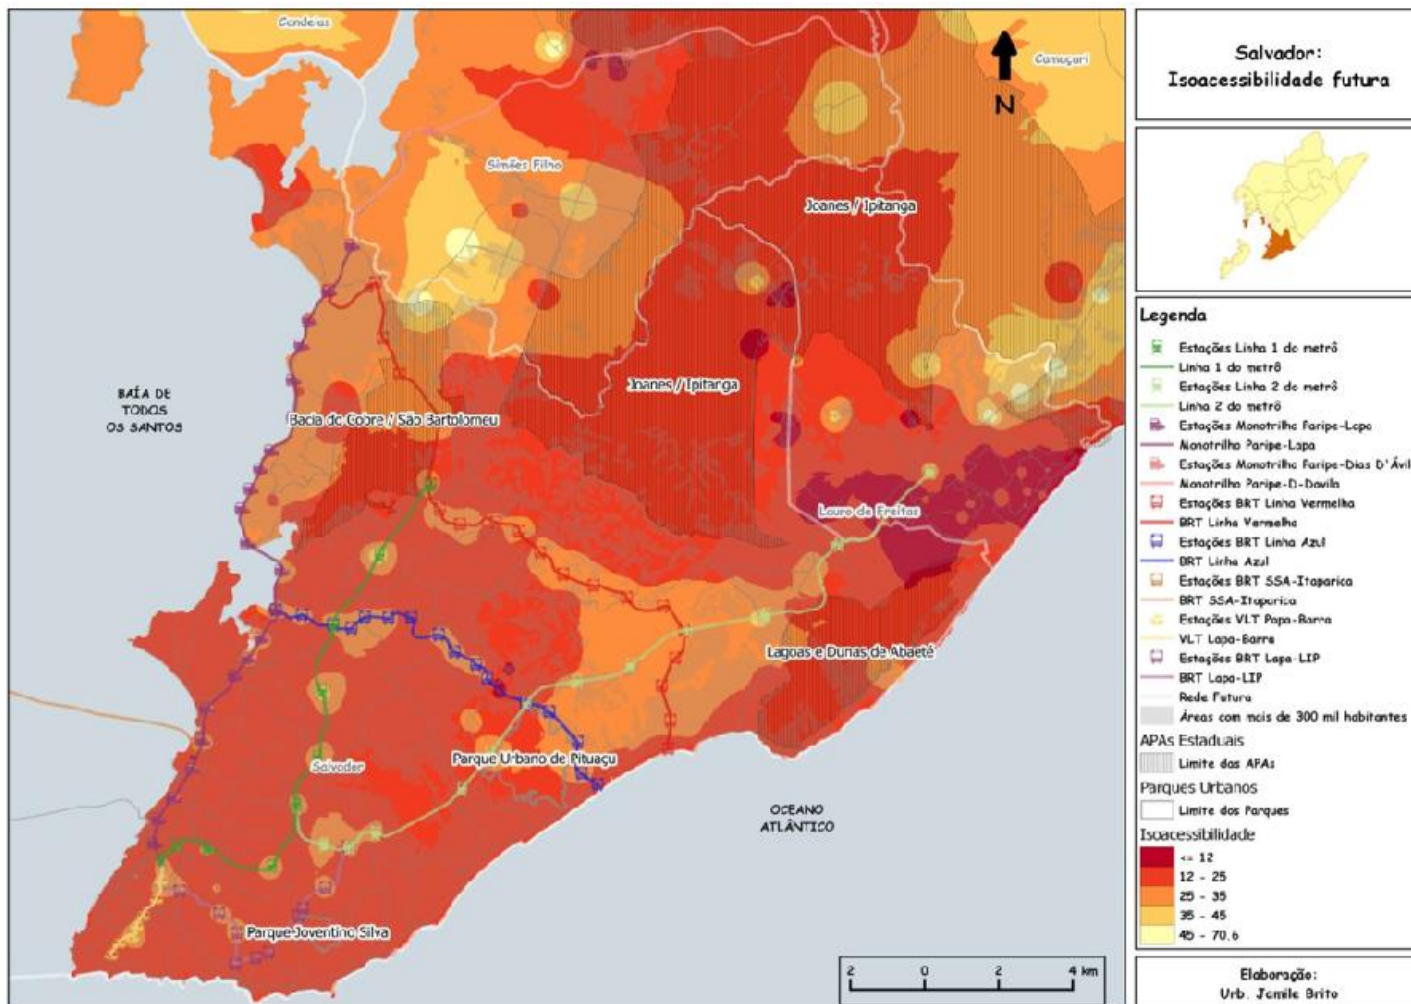 Candeias
Camaçari
N
Simões Filho
Joanes / Ipitanga
Joanes / Ipitanga
BAÍA DE
TODOS
OS SANTOS
Bacia do Cobre / São Bartolomeu
Lauro de Freitas
Lagoas e Dunas de Abaeté
Parque Urbano de Pituaçu
Salvador
OCEANO
ATLÂNTICO
Parque Joventino Silva
2 0 2 4 km
Salvador:
Isoacessibilidade futura
Legenda
Estações Linha 1 do metrô
Linha 1 do metrô
Estações Linha 2 do metrô
Linha 2 do metrô
Estações Monotrilho Paripe-Lapa
Monotrilho Paripe-Lapa
Estações Monotrilho Paripe-Dias D'Ávil
Monotrilho Paripe-D-Davila
Estações BRT Linha Vermelha
BRT Linha Vermelha
Estações BRT Linha Azul
BRT Linha Azul
Estações BRT SSA-Itaparica
BRT SSA-Itaparica
Estações VLT Papa-Barra
VLT Lapa-Barra
Estações BRT Lapa-LIP
BRT Lapa-LIP
Rede Futura
Áreas com mais de 300 mil habitantes
APAs Estaduais
Limite das APAs
Parques Urbanos
Limite dos Parques
Isoacessibilidade
<= 12
12 - 25
25 - 35
35 - 45
45 - 70.6
Elaboração:
Urb. Jamile Brito